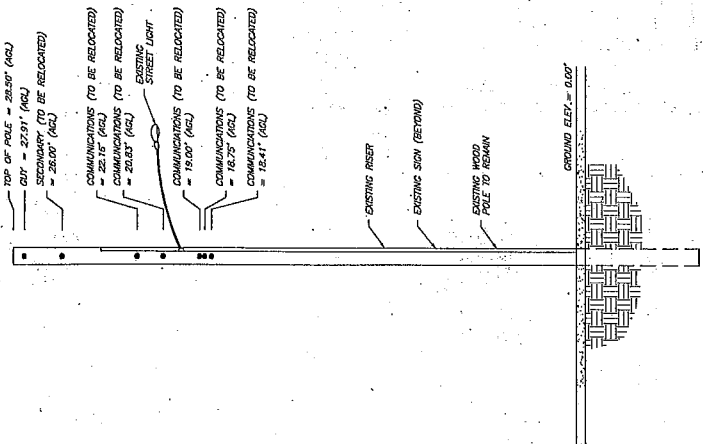 TOP OF POLE = 28.50' (AGL)
GUY = 27.91' (AGL)
SECONDARY (TO BE RELOCATED)
= 26.00' (AGL)
COMMUNICATIONS (TO BE RELOCATED)
= 22.16' (AGL)
COMMUNICATIONS (TO BE RELOCATED)
= 20.83' (AGL)
EXISTING
STREET LIGHT
COMMUNCIATIONS (TO BE RELOCATED)
= 19.00' (AGL)
COMMUNICATIONS (TO BE RELOCATED)
= 18.75' (AGL)
COMMUNICATIONS (TO BE RELOCATED)
= 18.41' (AGL)
EXISTING RISER
EXISTING SIGN (BEYOND)
EXISTING WOOD
POLE TO REMAIN
GROUND ELEV.= 0.00'